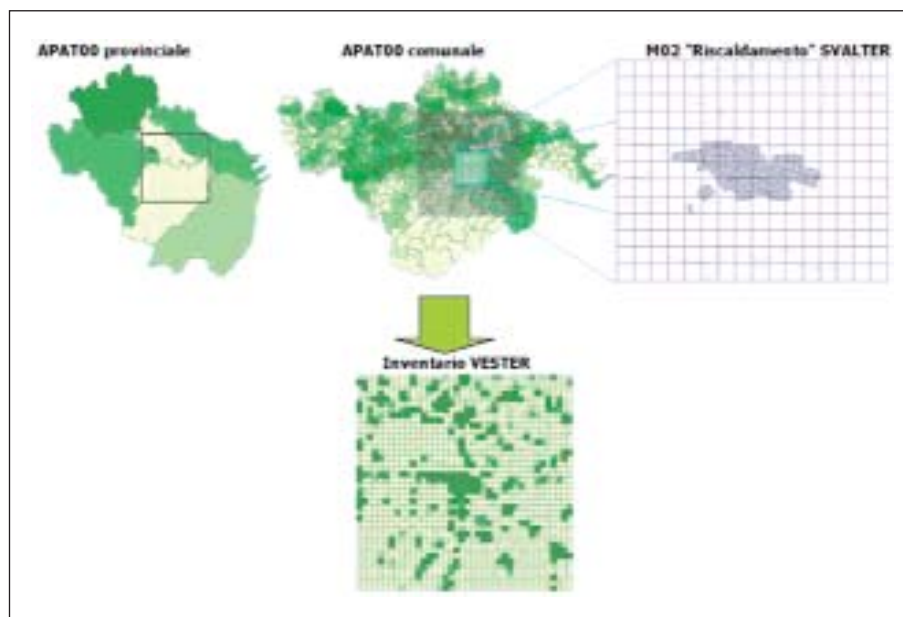 APAT00 provinciale
APAT00 comunale
M02 "Riscaldamento" SVALTER
Inventario VESTER